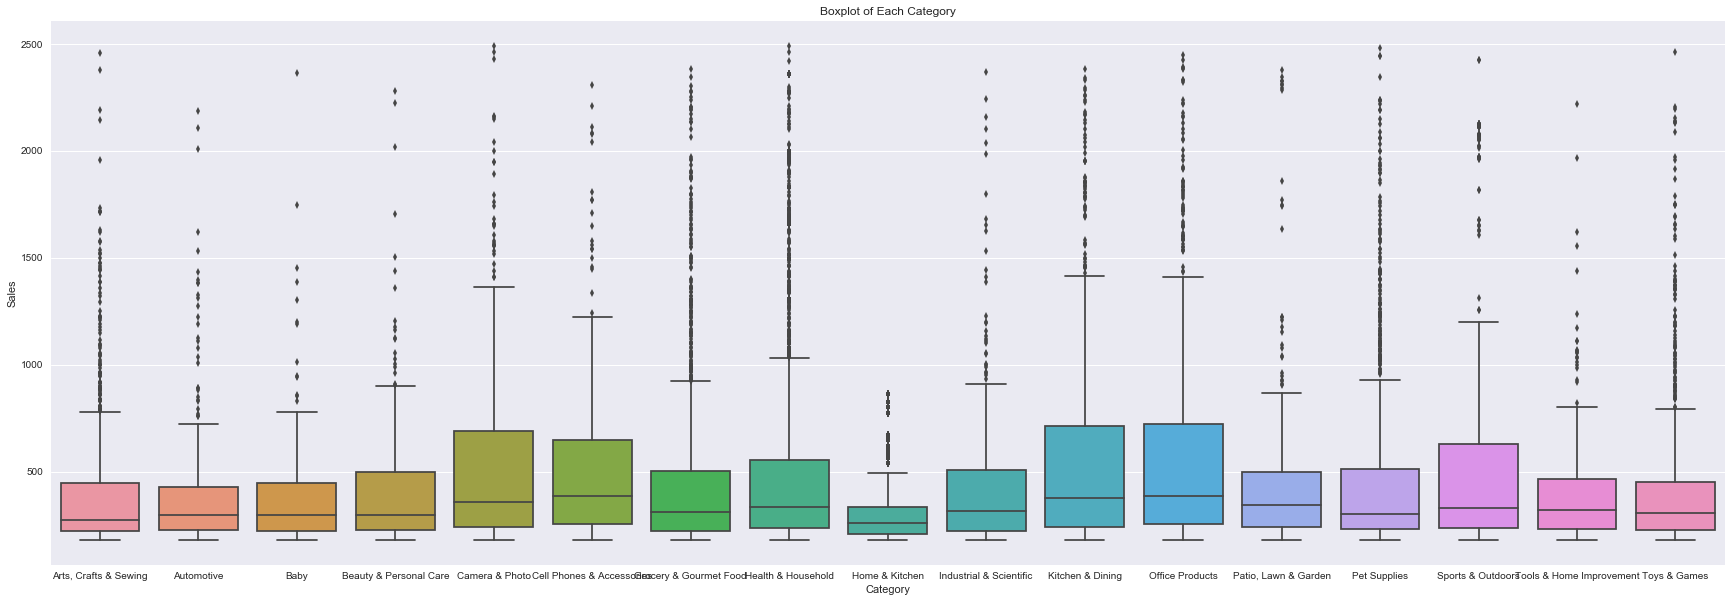 Boxplot of Each Category
2500
2000
1500
1000
500
Sales
Arts, Crafts & Sewing
Automotive
Baby
Beauty & Personal Care
Camera & Photo
Cell Phones & Accessories
Grocery & Gourmet Food
Health & Household
Home & Kitchen
Industrial & Scientific
Kitchen & Dining
Office Products
Patio, Lawn & Garden
Pet Supplies
Sports & Outdoors
Tools & Home Improvement
Toys & Games
Category